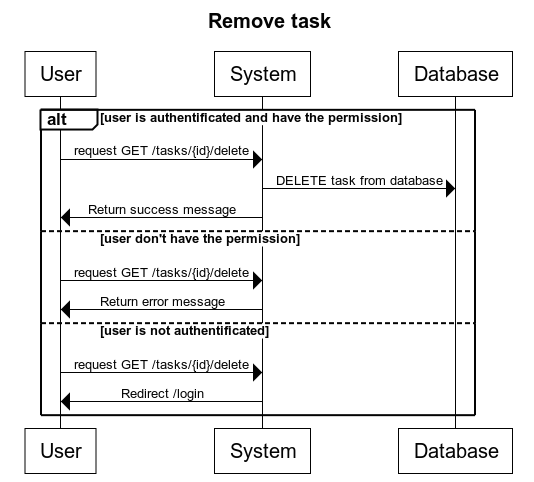 Remove task
User
System
Database
alt
[user is authentificated and have the permission]
request GET /tasks/{id}/delete
DELETE task from database
Return success message
[user don't have the permission]
request GET /tasks/{id}/delete
Return error message
[user is not authentificated]
request GET /tasks/{id}/delete
Redirect /login
User
System
Database